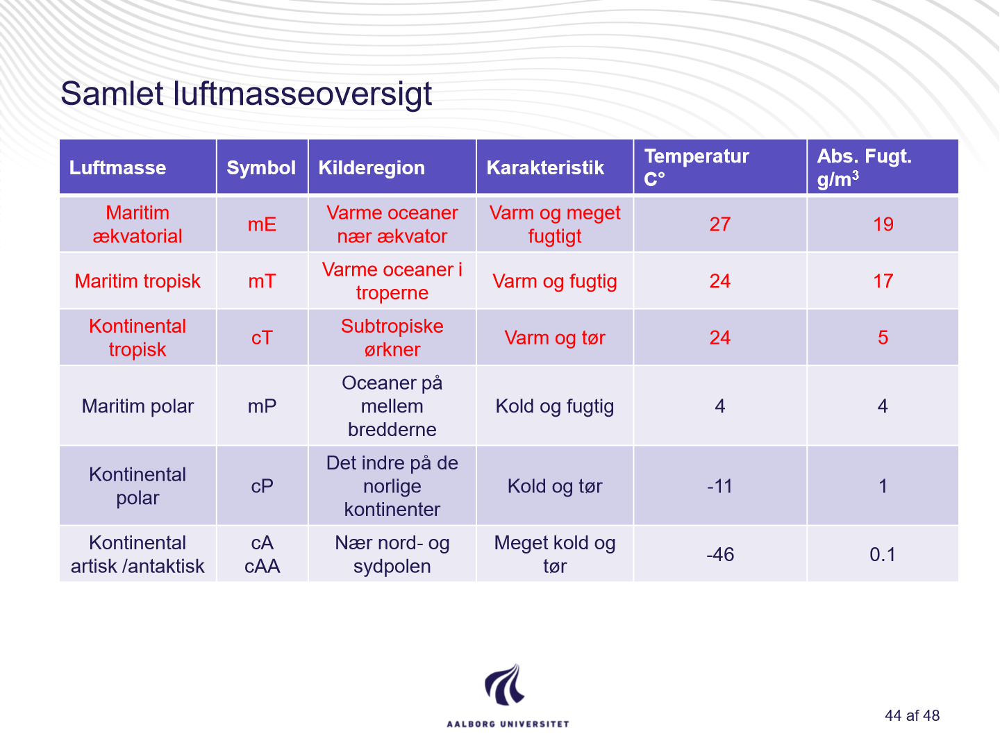 Samlet luftmasseoversigt
Luftmasse
Symbol
Kilderegion
Karakteristik
Temperatur
C°
Abs. Fugt.
g/m³
Maritim
ækvatorial
mE
Varme oceaner
nær ækvator
Varm og meget
fugtigt
27
19
Maritim tropisk
mT
Varme oceaner i
troperne
Varm og fugtig
24
17
Kontinental
tropisk
cT
Subtropiske
ørkner
Varm og tør
24
5
Maritim polar
mP
Oceaner på
mellem
bredderne
Kold og fugtig
4
4
Kontinental
polar
cP
Det indre på de
norlige
kontinenter
Kold og tør
-11
1
Kontinental
artisk /antaktisk
cA
cAA
Nær nord- og
sydpolen
Meget kold og
tør
-46
0.1
AALBORG UNIVERSITET
44 af 48